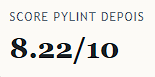 SCORE PYLINT DEPOIS
8.22/10